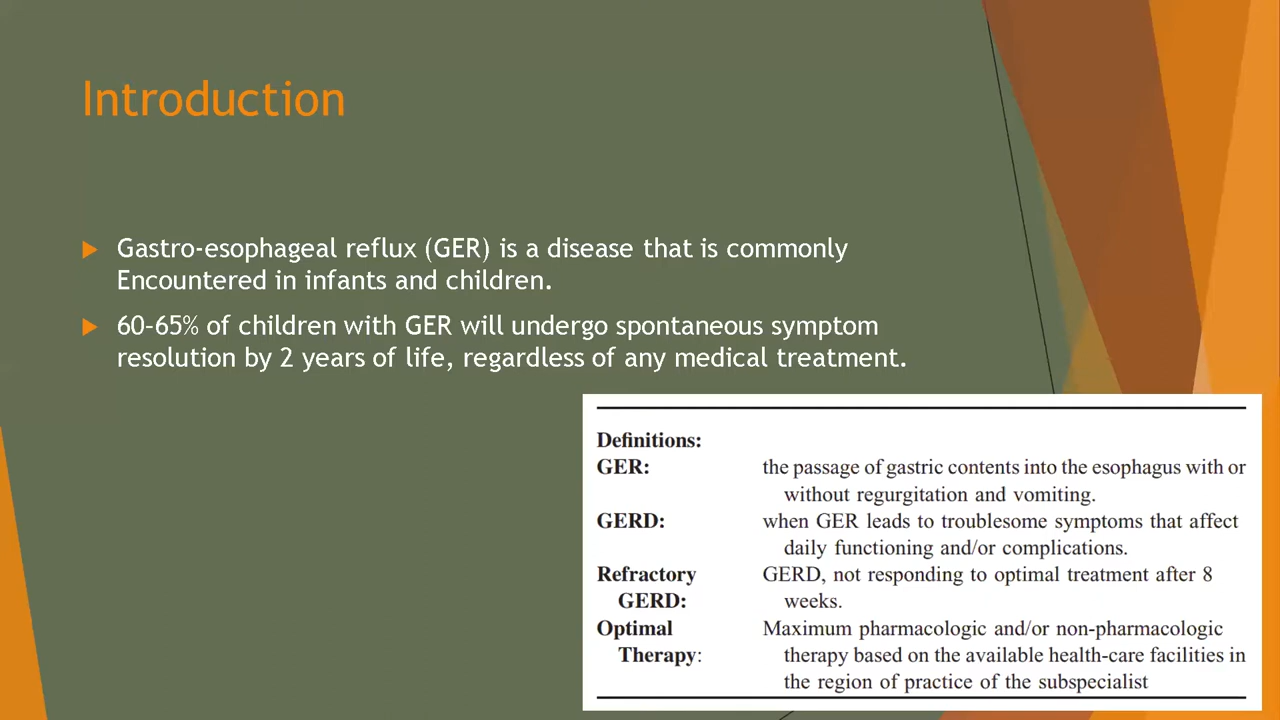 Introduction
Gastro-esophageal reflux (GER) is a disease that is commonly
Encountered in infants and children.
60-65% of children with GER will undergo spontaneous symptom
resolution by 2 years of life, regardless of any medical treatment.
Definitions:
GER: the passage of gastric contents into the esophagus with or
without regurgitation and vomiting.
GERD: when GER leads to troublesome symptoms that affect
daily functioning and/or complications.
Refractory GERD, not responding to optimal treatment after 8
GERD: weeks.
Optimal Maximum pharmacologic and/or non-pharmacologic
Therapy: therapy based on the available health-care facilities in
the region of practice of the subspecialist